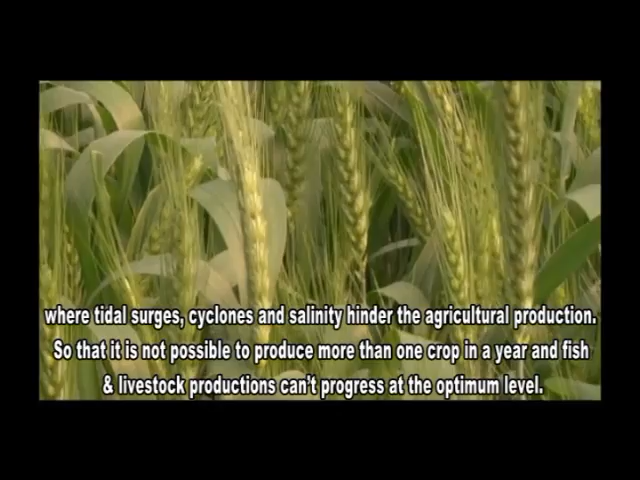 where tidal surges, cyclones and salinity hinder the agricultural production.
So that it is not possible to produce more than one crop in a year and fish
& livestock productions can't progress at the optimum level.